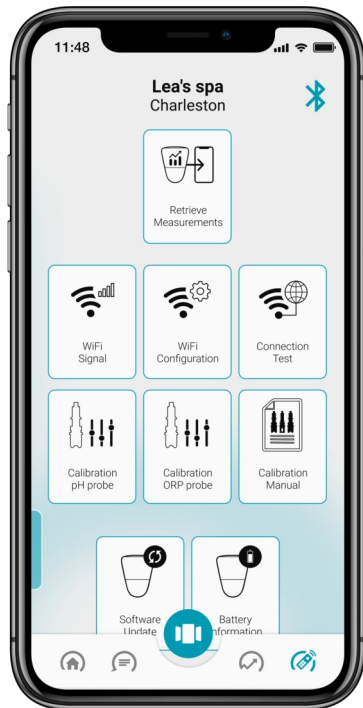 11:48
Lea's spa
Charleston
Retrieve
Measurements
WiFi
Signal
WiFi
Configuration
Connection
Test
Calibration
pH probe
Calibration
ORP probe
Calibration
Manual
Software
Update
Battery
nformation